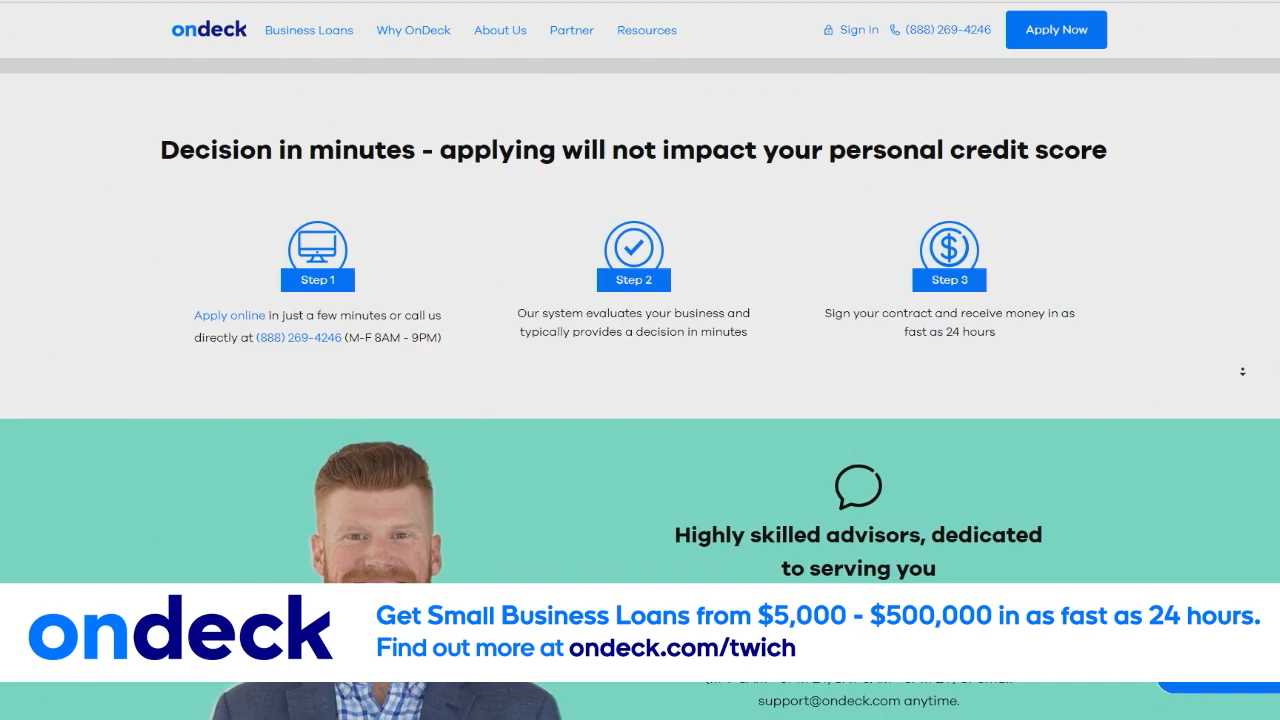 ondeck Business Loans Why OnDeck About Us Partner Resources Sign In (888) 269-4246 Apply Now
Decision in minutes - applying will not impact your personal credit score
Step 1
Apply online in just a few minutes or call us
directly at (888) 269-4246 (M-F 8AM - 9PM)
Step 2
Our system evaluates your business and
typically provides a decision in minutes
Step 3
Sign your contract and receive money in as
fast as 24 hours
Highly skilled advisors, dedicated
to serving you
ondeck
Get Small Business Loans from $5,000 - $500,000 in as fast as 24 hours.
Find out more at ondeck.com/twich
support@ondeck.com anytime.